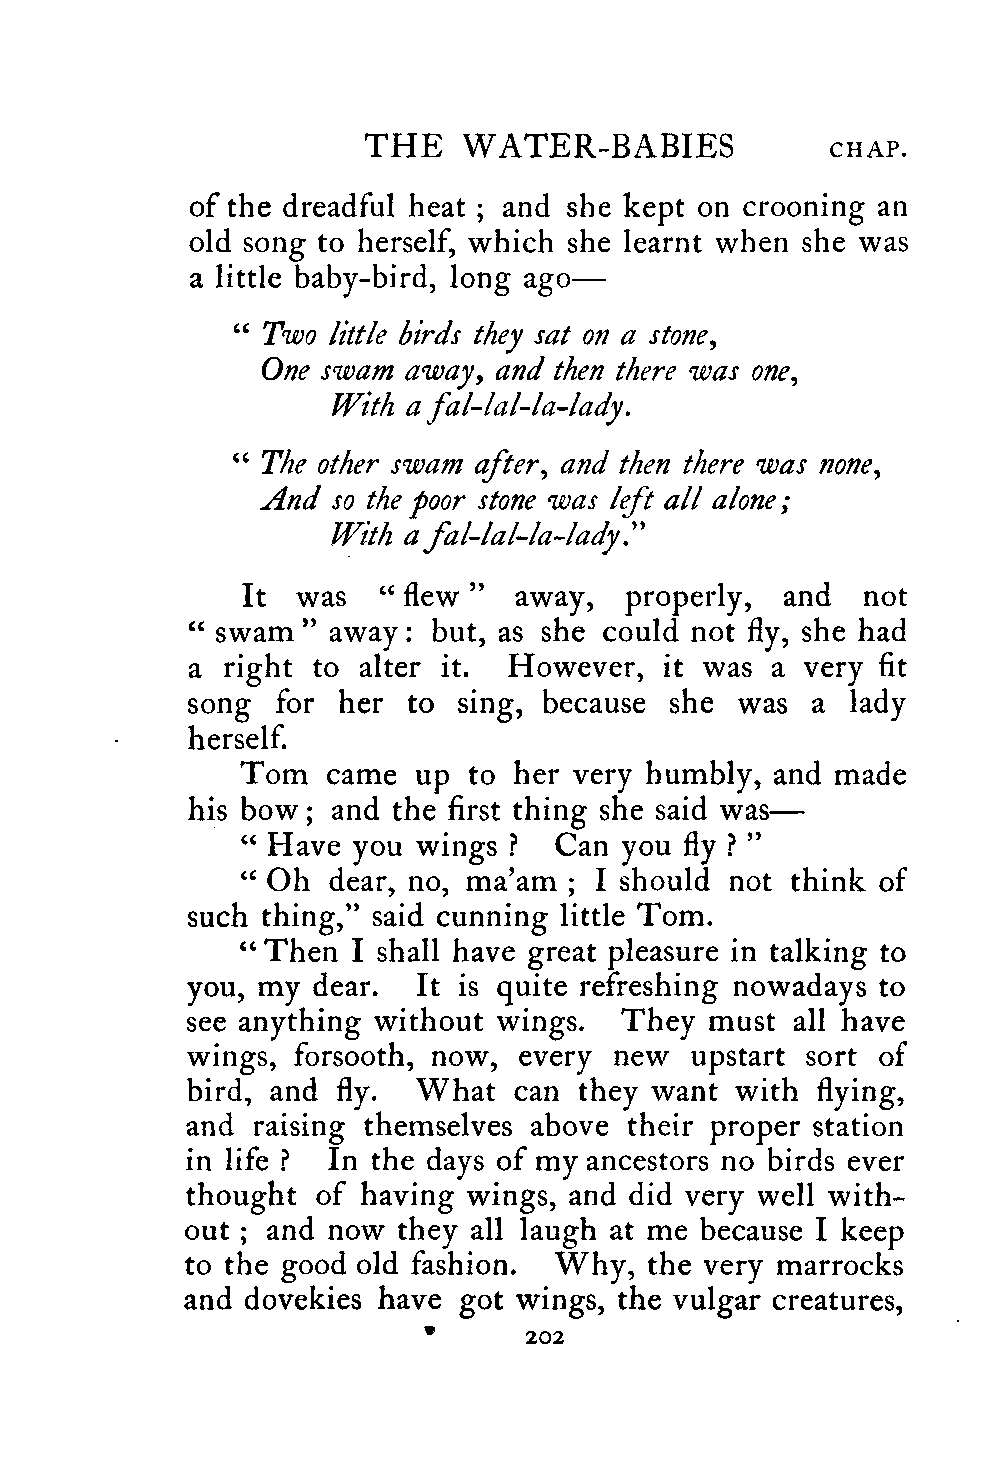 THE WATER-BABIES CHAP.
of the dreadful heat ; and she kept on crooning an
old song to herself, which she learnt when she was
a little baby-bird, long ago—
“ Two little birds they sat on a stone,
One swam away, and then there was one,
With a fal-lal-la-lady.
“ The other swam after, and then there was none,
And so the poor stone was left all alone ;
With a fal-lal-la-lady.”
It was “ flew ” away, properly, and not
“ swam ” away : but, as she could not fly, she had
a right to alter it. However, it was a very fit
song for her to sing, because she was a lady
herself.
Tom came up to her very humbly, and made
his bow ; and the first thing she said was—
“ Have you wings ? Can you fly ? ”
“ Oh dear, no, ma’am ; I should not think of
such thing,” said cunning little Tom.
“ Then I shall have great pleasure in talking to
you, my dear. It is quite refreshing nowadays to
see anything without wings. They must all have
wings, forsooth, now, every new upstart sort of
bird, and fly. What can they want with flying,
and raising themselves above their proper station
in life ? In the days of my ancestors no birds ever
thought of having wings, and did very well with-
out ; and now they all laugh at me because I keep
to the good old fashion. Why, the very marrocks
and dovekies have got wings, the vulgar creatures,
202